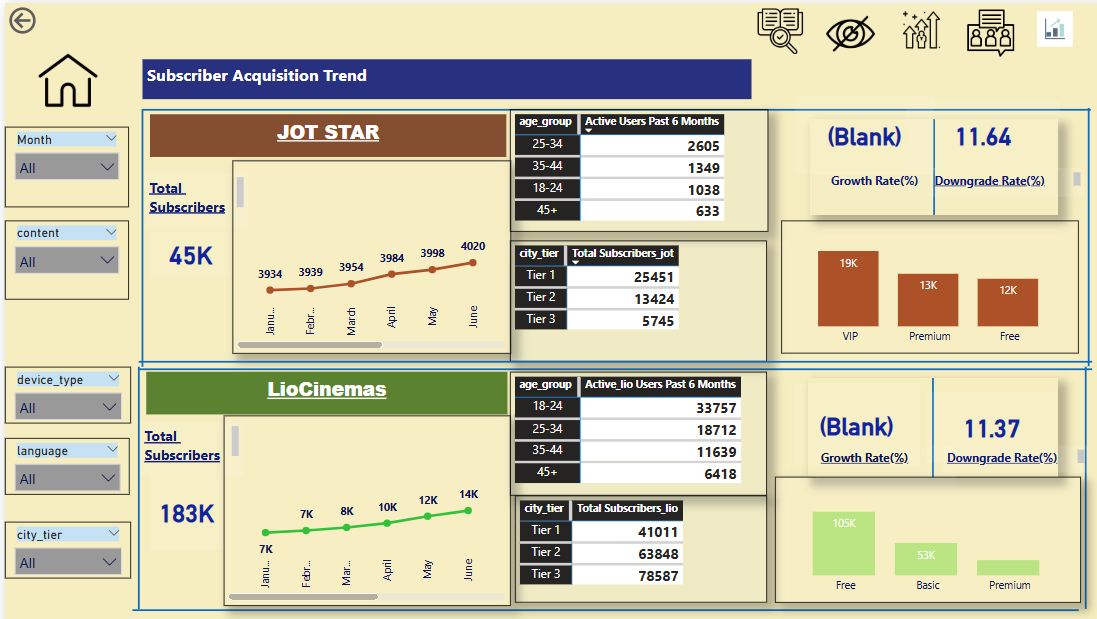 Subscriber Acquisition Trend
Month
All
content
All
device_type
All
language
All
city_tier
All
JOT STAR
Total
Subscribers
45K
3934
3939
3954
3984
3998
4020
Janu...
Febr...
March
April
May
June
age_group Active Users Past 6 Months
25-34 2605
35-44 1349
18-24 1038
45+ 633
city_tier Total Subscribers_jot
Tier 1 25451
Tier 2 13424
Tier 3 5745
(Blank)
Growth Rate(%)
11.64
Downgrade Rate(%)
19K
13K
12K
VIP
Premium
Free
LioCinemas
Total
Subscribers
183K
7K
7K
8K
10K
12K
14K
Janu...
Febr...
Mar...
April
May
June
age_group Active_lio Users Past 6 Months
18-24 33757
25-34 18712
35-44 11639
45+ 6418
city_tier Total Subscribers_lio
Tier 1 41011
Tier 2 63848
Tier 3 78587
(Blank)
Growth Rate(%)
11.37
Downgrade Rate(%)
105K
53K
Free
Basic
Premium